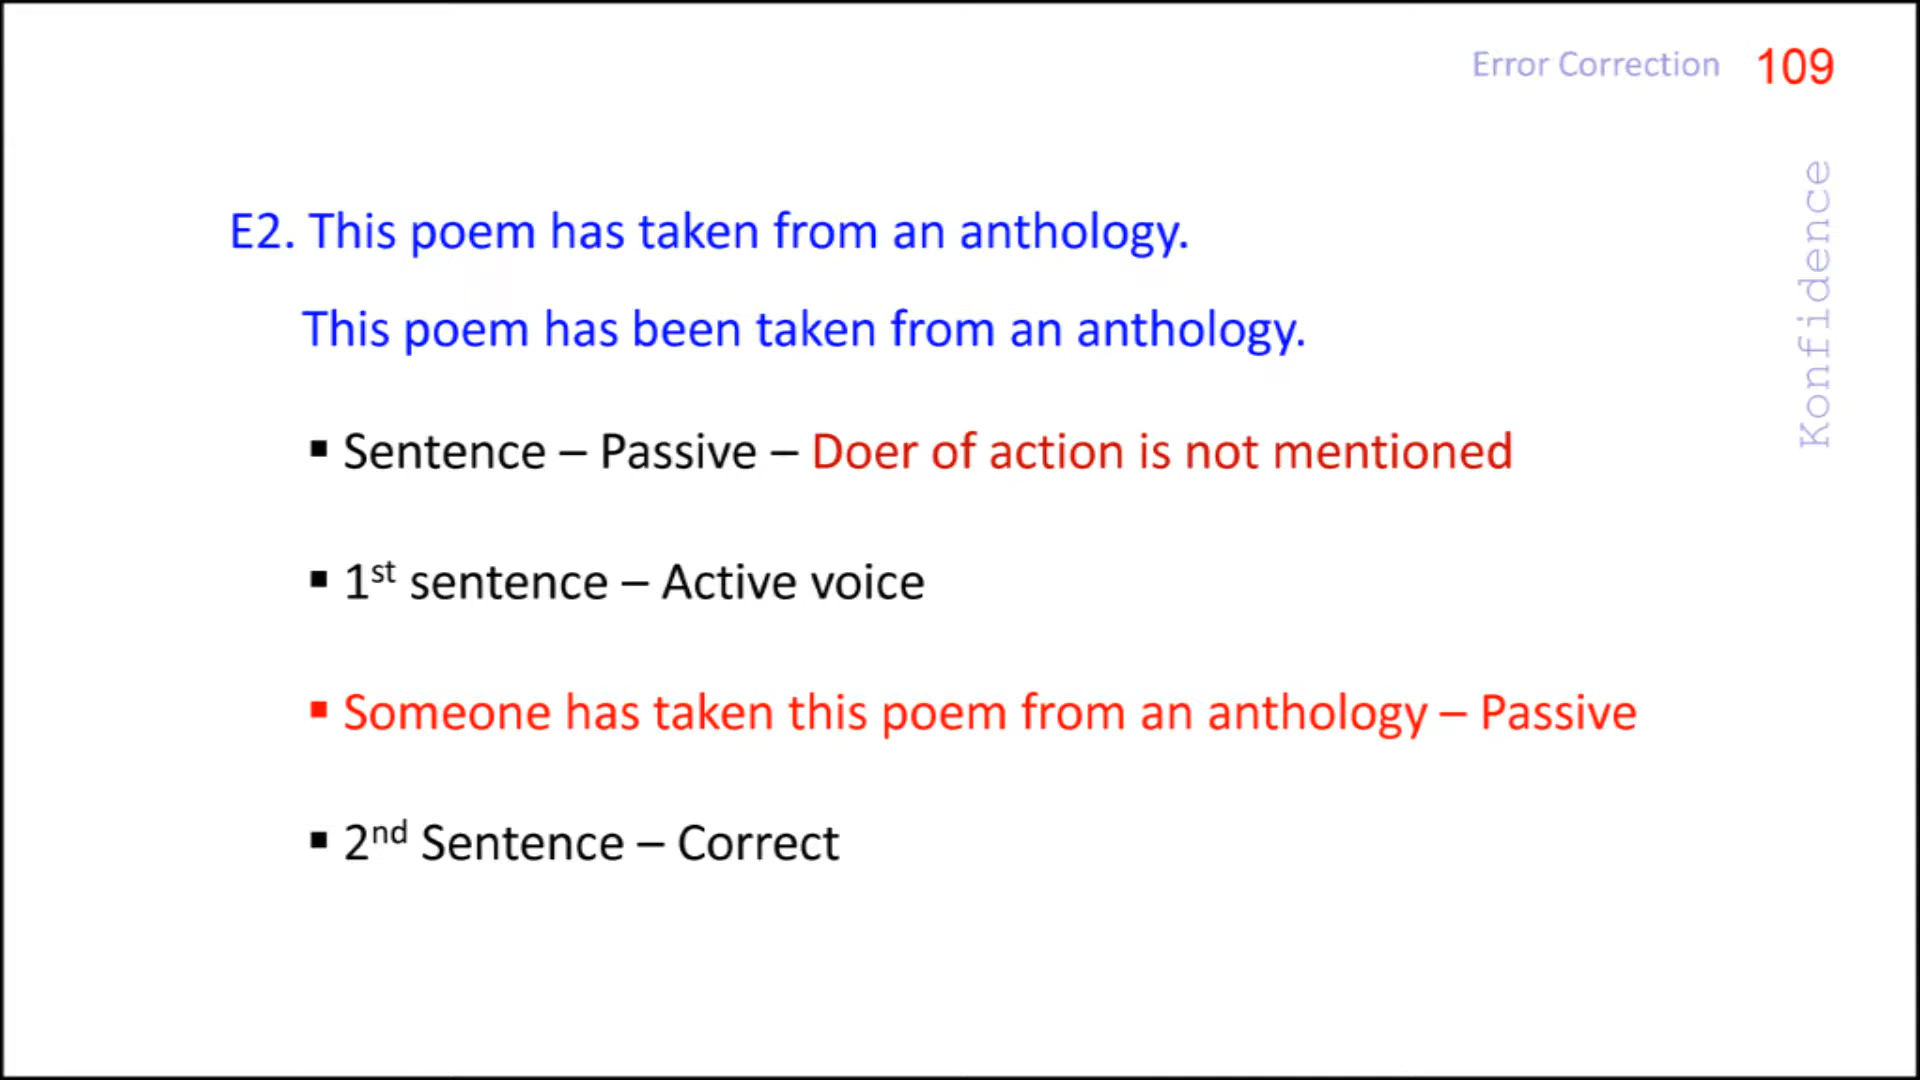 Error Correction 109
Konfidence
E2. This poem has taken from an anthology.
This poem has been taken from an anthology.
▪ Sentence – Passive – Doer of action is not mentioned
▪ 1st sentence – Active voice
▪ Someone has taken this poem from an anthology – Passive
▪ 2nd Sentence – Correct